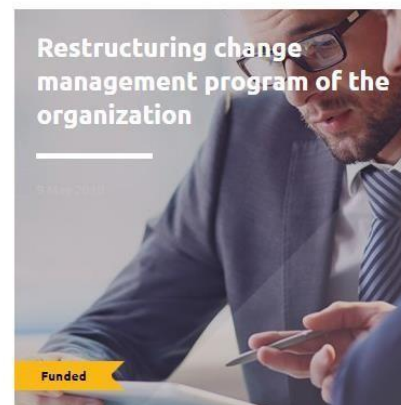 Restructuring change
management program of the
organization
Funded